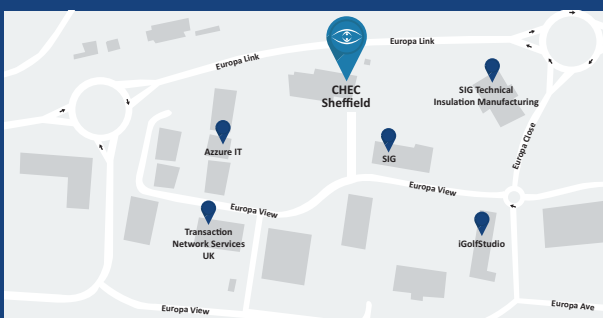 Europa Link
Europa Link
CHEC
Sheffield
SIG Technical
Insulation Manufacturing
Europa Close
Azzure IT
SIG
Europa View
Europa View
Transaction
Network Services
UK
iGolfStudio
Europa View
Europa Ave